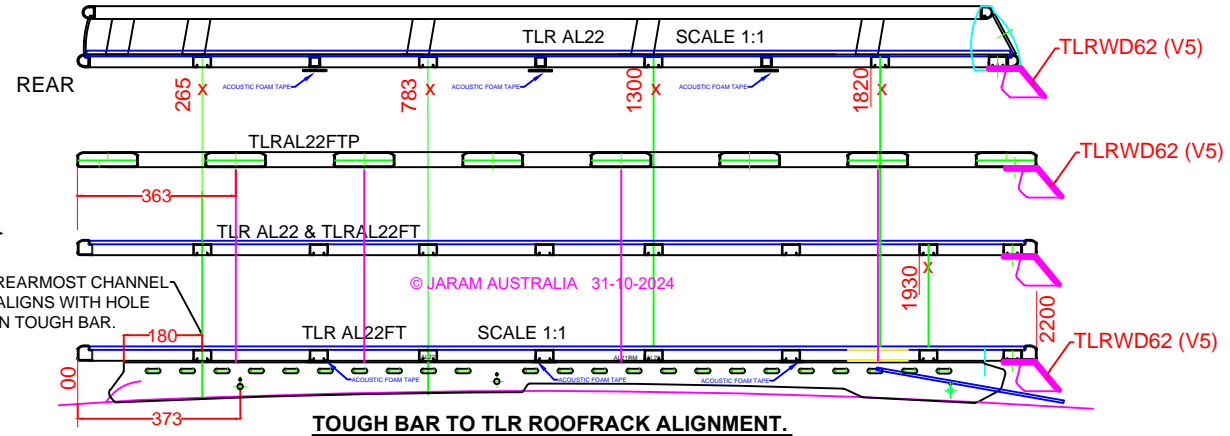 TLR AL22 SCALE 1:1
TLRWD62 (V5)
REAR
265 x
ACOUSTIC FOAM TAPE
783 x
ACOUSTIC FOAM TAPE
1300 x
ACOUSTIC FOAM TAPE
1820 x
TLRAL22FTP
TLRWD62 (V5)
363
TLR AL22 & TLRAL22FT
REARMOST CHANNEL
ALIGNS WITH HOLE
N TOUGH BAR.
© JARAM AUSTRALIA 31-10-2024
1930 x
2200
180
TLR AL22FT SCALE 1:1
TLRWD62 (V5)
00
ACOUSTIC FOAM TAPE
ACOUSTIC FOAM TAPE
ACOUSTIC FOAM TAPE
373
TOUGH BAR TO TLR ROOFRACK ALIGNMENT.